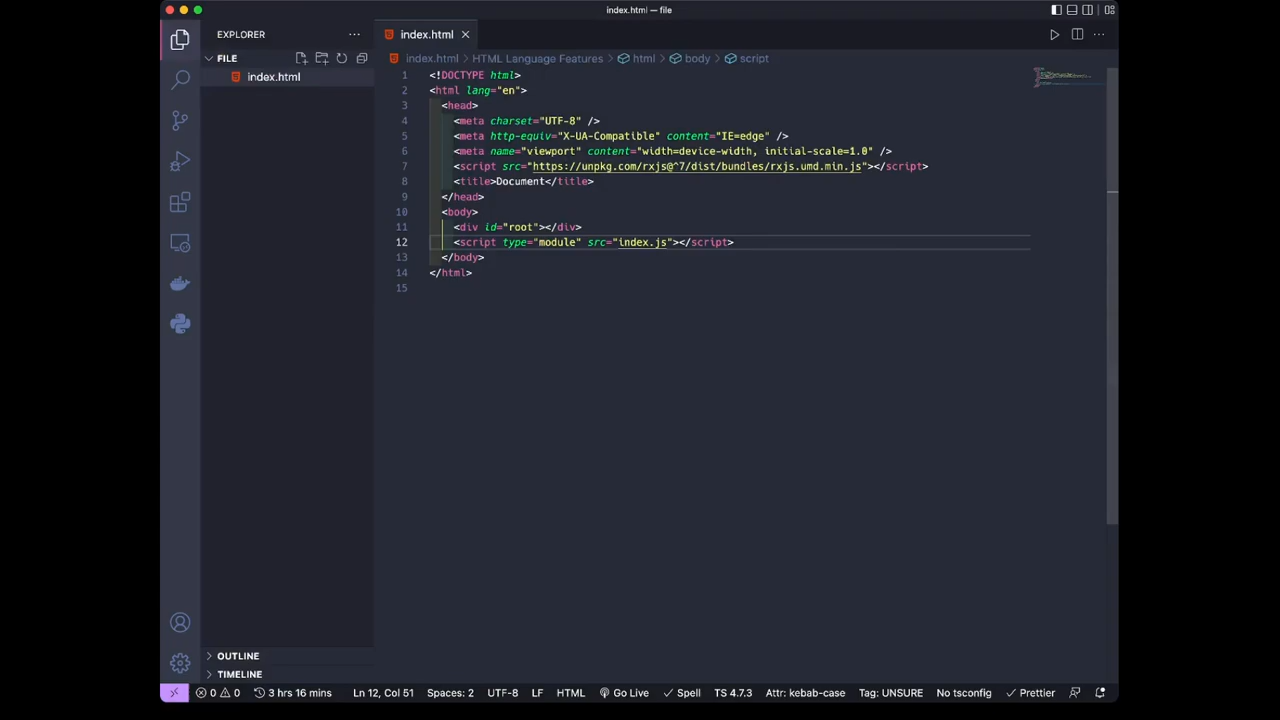 index.html — file
EXPLORER
index.html
FILE
index.html
index.html HTML Language Features html body script
1 <!DOCTYPE html>
2 <html lang="en">
3 <head>
4 <meta charset="UTF-8" />
5 <meta http-equiv="X-UA-Compatible" content="IE=edge" />
6 <meta name="viewport" content="width=device-width, initial-scale=1.0" />
7 <script src="https://unpkg.com/rxjs@^7/dist/bundles/rxjs.umd.min.js"></script>
8 <title>Document</title>
9 </head>
10 <body>
11 <div id="root"></div>
12 <script type="module" src="index.js"></script>
13 </body>
14 </html>
15
OUTLINE
TIMELINE
0 0 3 hrs 16 mins Ln 12, Col 51 Spaces: 2 UTF-8 LF HTML Go Live Spell TS 4.7.3 Attr: kebab-case Tag: UNSURE No tsconfig Prettier